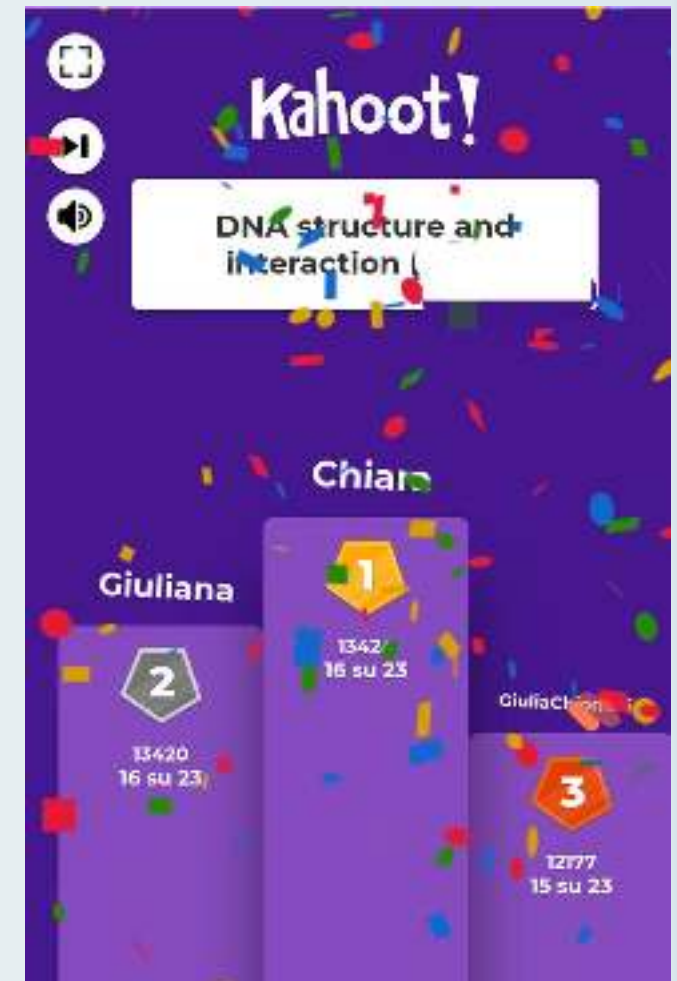 Kahoot!
DNA structure and
interaction (
Chiara
1
Giuliana
16 su 23
2
13420
16 su 23
3
12177
15 su 23